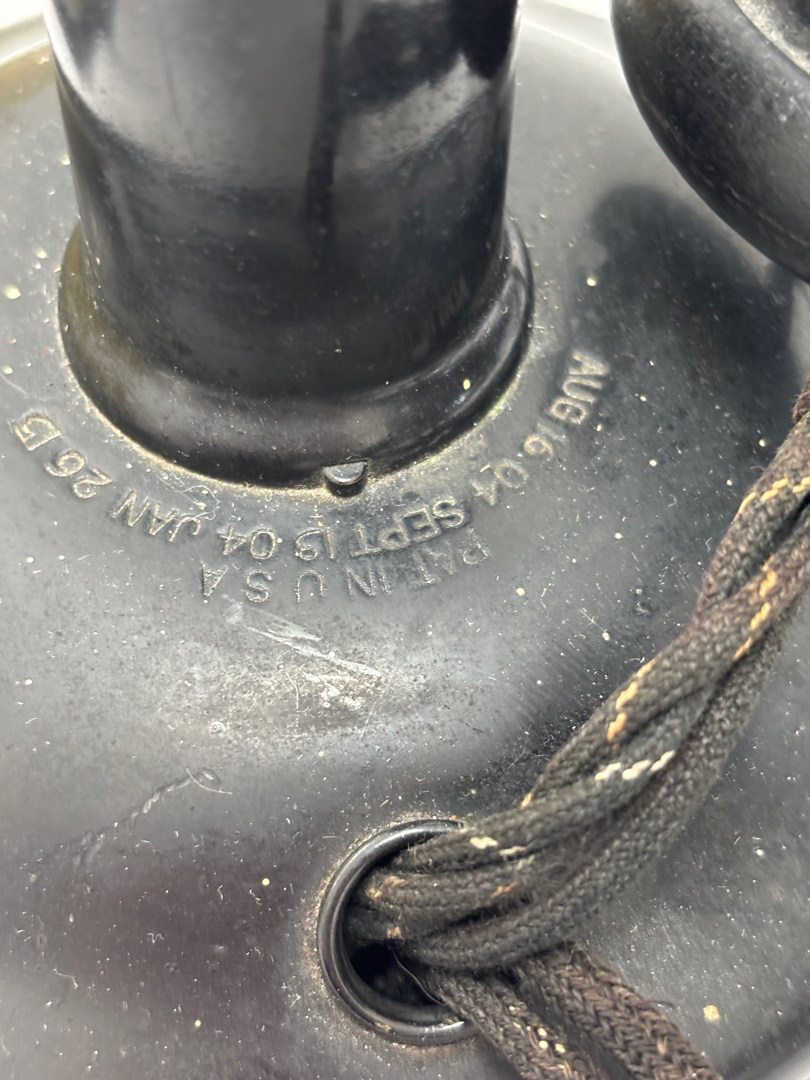 PAT. IN U S A
AUG 16 04 SEPT 13 04 JAN 26 15